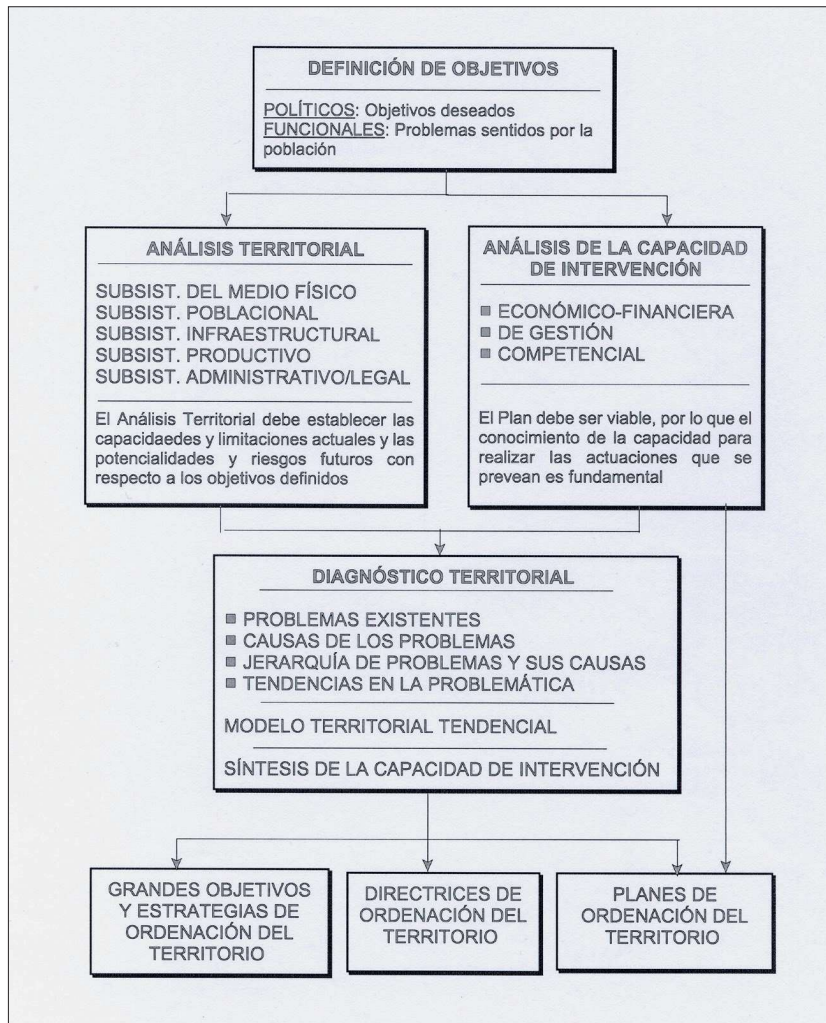 DEFINICIÓN DE OBJETIVOS
POLÍTICOS: Objetivos deseados
FUNCIONALES: Problemas sentidos por la
población
ANÁLISIS TERRITORIAL
SUBSIST. DEL MEDIO FÍSICO
SUBSIST. POBLACIONAL
SUBSIST. INFRAESTRUCTURAL
SUBSIST. PRODUCTIVO
SUBSIST. ADMINISTRATIVO/LEGAL
El Análisis Territorial debe establecer las
capacidaedes y limitaciones actuales y las
potencialidades y riesgos futuros con
respecto a los objetivos definidos
ANÁLISIS DE LA CAPACIDAD
DE INTERVENCIÓN
ECONÓMICO-FINANCIERA
DE GESTIÓN
COMPETENCIAL
El Plan debe ser viable, por lo que el
conocimiento de la capacidad para
realizar las actuaciones que se
prevean es fundamental
DIAGNÓSTICO TERRITORIAL
PROBLEMAS EXISTENTES
CAUSAS DE LOS PROBLEMAS
JERARQUÍA DE PROBLEMAS Y SUS CAUSAS
TENDENCIAS EN LA PROBLEMÁTICA
MODELO TERRITORIAL TENDENCIAL
SÍNTESIS DE LA CAPACIDAD DE INTERVENCIÓN
GRANDES OBJETIVOS
Y ESTRATEGIAS DE
ORDENACIÓN DEL
TERRITORIO
DIRECTRICES DE
ORDENACIÓN DEL
TERRITORIO
PLANES DE
ORDENACIÓN DEL
TERRITORIO